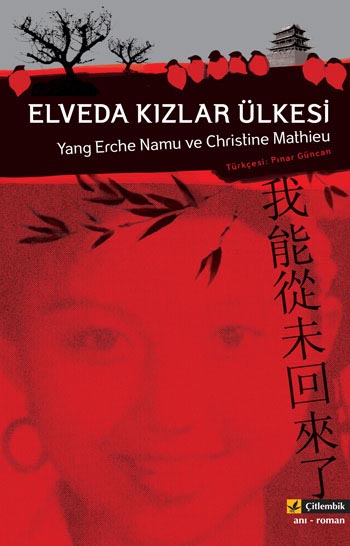 ELVEDA KIZLAR ÜLKESİ
Yang Erche Namu ve Christine Mathieu
Türkçesi: Pınar Güncan
我能從未回來了
Çitlembik
anı - roman